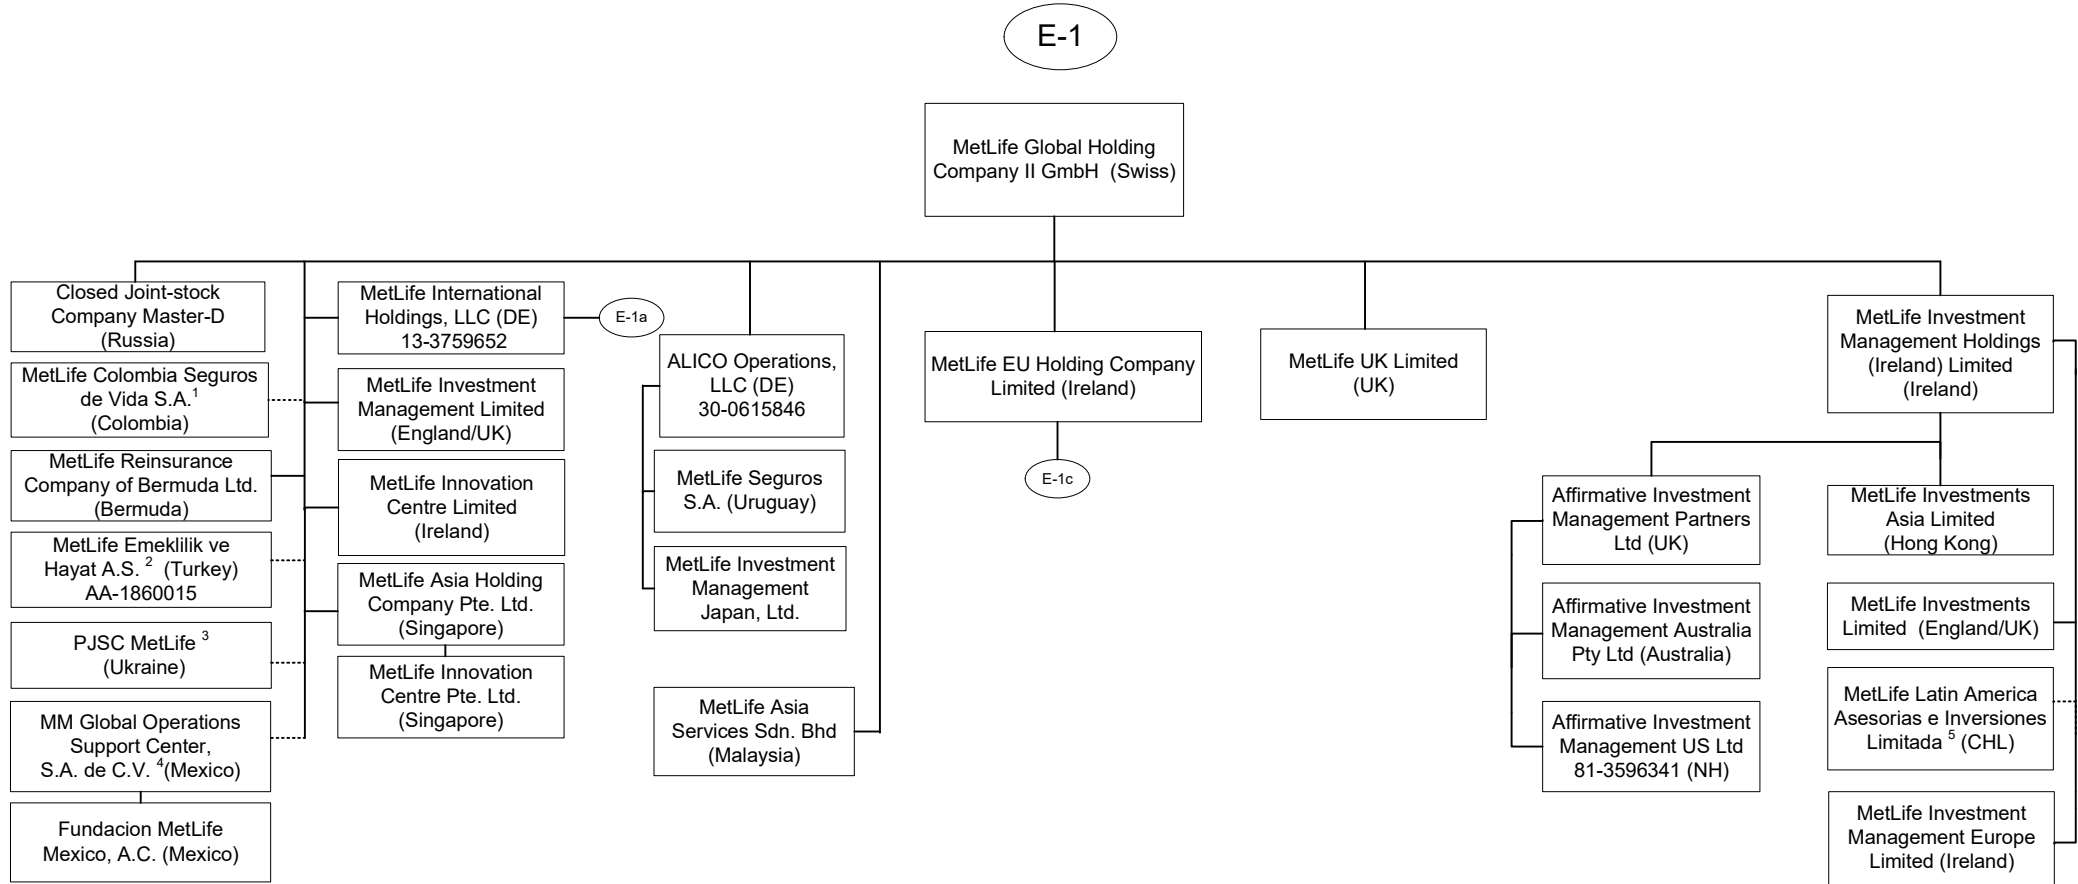 E-1
MetLife Global Holding
Company II GmbH (Swiss)
Closed Joint-stock
Company Master-D
(Russia)
MetLife Colombia Seguros
de Vida S.A.1
(Colombia)
MetLife Reinsurance
Company of Bermuda Ltd.
(Bermuda)
MetLife Emeklilik ve
Hayat A.S. 2 (Turkey)
AA-1860015
PJSC MetLife 3
(Ukraine)
MM Global Operations
Support Center,
S.A. de C.V. 4(Mexico)
Fundacion MetLife
Mexico, A.C. (Mexico)
MetLife International
Holdings, LLC (DE)
13-3759652
E-1a
MetLife Investment
Management Limited
(England/UK)
MetLife Innovation
Centre Limited
(Ireland)
MetLife Asia Holding
Company Pte. Ltd.
(Singapore)
MetLife Innovation
Centre Pte. Ltd.
(Singapore)
ALICO Operations,
LLC (DE)
30-0615846
MetLife Seguros
S.A. (Uruguay)
MetLife Investment
Management
Japan, Ltd.
MetLife Asia
Services Sdn. Bhd
(Malaysia)
MetLife EU Holding Company
Limited (Ireland)
E-1c
MetLife UK Limited
(UK)
MetLife Investment
Management Holdings
(Ireland) Limited
(Ireland)
Affirmative Investment
Management Partners
Ltd (UK)
Affirmative Investment
Management Australia
Pty Ltd (Australia)
Affirmative Investment
Management US Ltd
81-3596341 (NH)
MetLife Investments
Asia Limited
(Hong Kong)
MetLife Investments
Limited (England/UK)
MetLife Latin America
Asesorias e Inversiones
Limitada 5 (CHL)
MetLife Investment
Management Europe
Limited (Ireland)